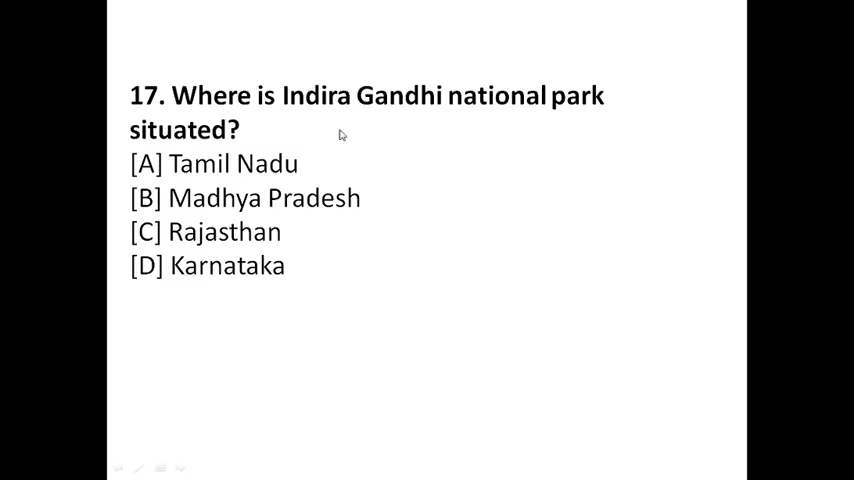 17. Where is Indira Gandhi national park
situated?
[A] Tamil Nadu
[B] Madhya Pradesh
[C] Rajasthan
[D] Karnataka